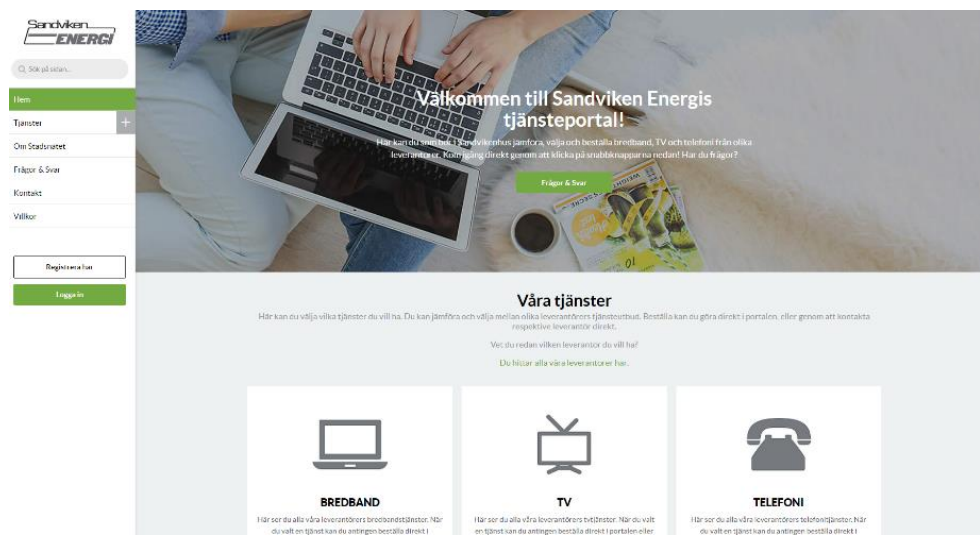 Sandviken
ENERGI
Sök på sidan...
Hem
Tjänster
+
Om Stadsnätet
Frågor & Svar
Kontakt
Villkor
Registrera här
Logga in
Välkommen till Sandviken Energis
tjänsteportal!
Här kan du som bor i Sandvikenhus jämföra, välja och beställa bredband, TV och telefoni från olika
leverantörer. Kom igång direkt genom att klicka på snabbknapparna nedan! Har du frågor?
Frågor & Svar
Våra tjänster
Här kan du välja vilka tjänster du vill ha. Du kan jämföra och välja mellan olika leverantörers tjänsteutbud. Beställa kan du göra direkt i portalen, eller genom att kontakta
respektive leverantör direkt.
Vet du redan vilken leverantör du vill ha?
Du hittar alla våra leverantörer här.
BREDBAND
Här ser du alla våra leverantörers bredbandstjänster. När
du valt en tjänst kan du antingen beställa direkt i
TV
Här ser du alla våra leverantörers tv-tjänster. När du valt
en tjänst kan du antingen beställa direkt i portalen eller
TELEFONI
Här ser du alla våra leverantörers telefonitjänster. När
du valt en tjänst kan du antingen beställa direkt i